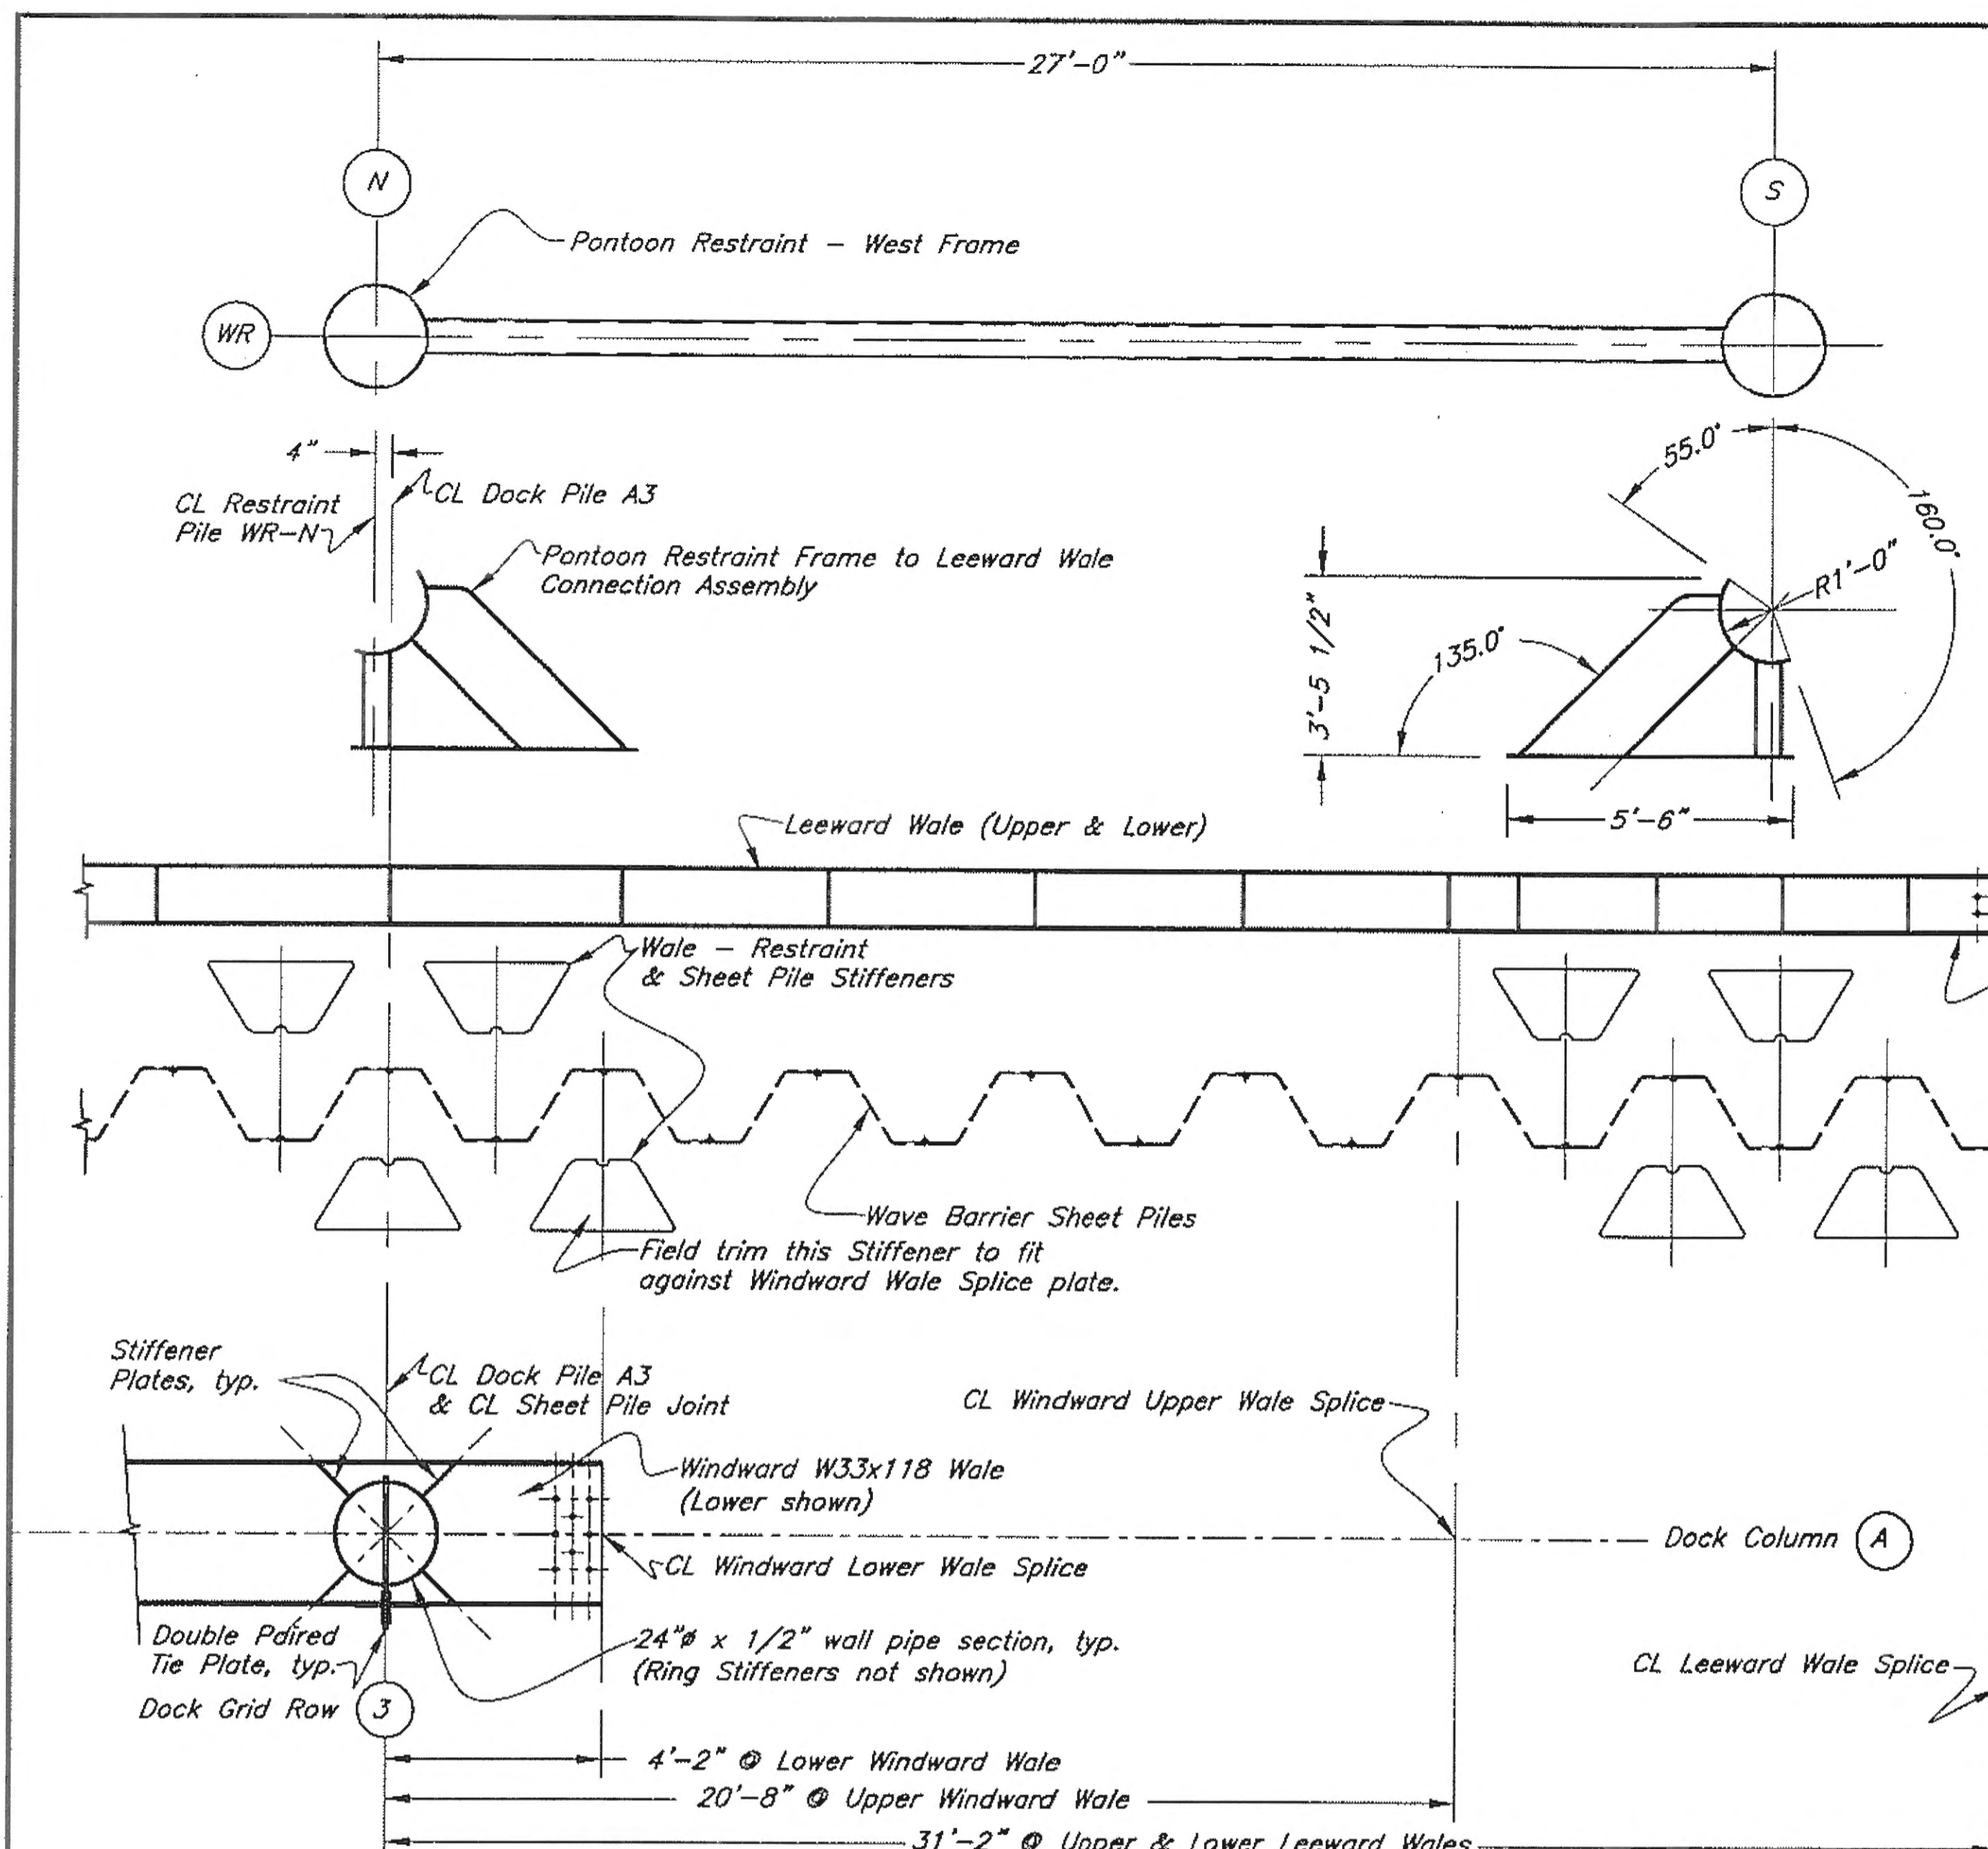 27'-0"
N
S
Pontoon Restraint - West Frame
WR
4"
CL Dock Pile A3
CL Restraint
Pile WR-N
55.0°
160.0°
R1'-0"
Pontoon Restraint Frame to Leeward Wale
Connection Assembly
3'-5 1/2"
135.0°
5'-6"
Leeward Wale (Upper & Lower)
Wale - Restraint
& Sheet Pile Stiffeners
Wave Barrier Sheet Piles
Field trim this Stiffener to fit
against Windward Wale Splice plate.
Stiffener
Plates, typ.
CL Dock Pile A3
& CL Sheet Pile Joint
CL Windward Upper Wale Splice
Windward W33x118 Wale
(Lower shown)
Dock Column A
CL Windward Lower Wale Splice
Double Paired
Tie Plate, typ.
24"ø x 1/2" wall pipe section, typ.
(Ring Stiffeners not shown)
CL Leeward Wale Splice
Dock Grid Row 3
4'-2" @ Lower Windward Wale
20'-8" @ Upper Windward Wale
31'-2" @ Upper & Lower Leeward Wales